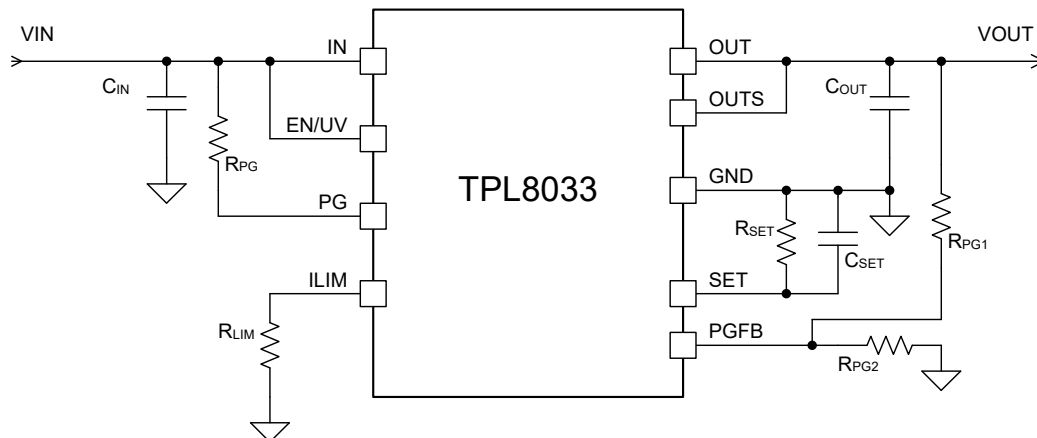 VIN
VOUT
IN
OUT
CIN
OUTS
COUT
EN/UV
RPG
GND
TPL8033
PG
RSET
CSET
RPG1
ILIM
SET
RLIM
PGFB
RPG2